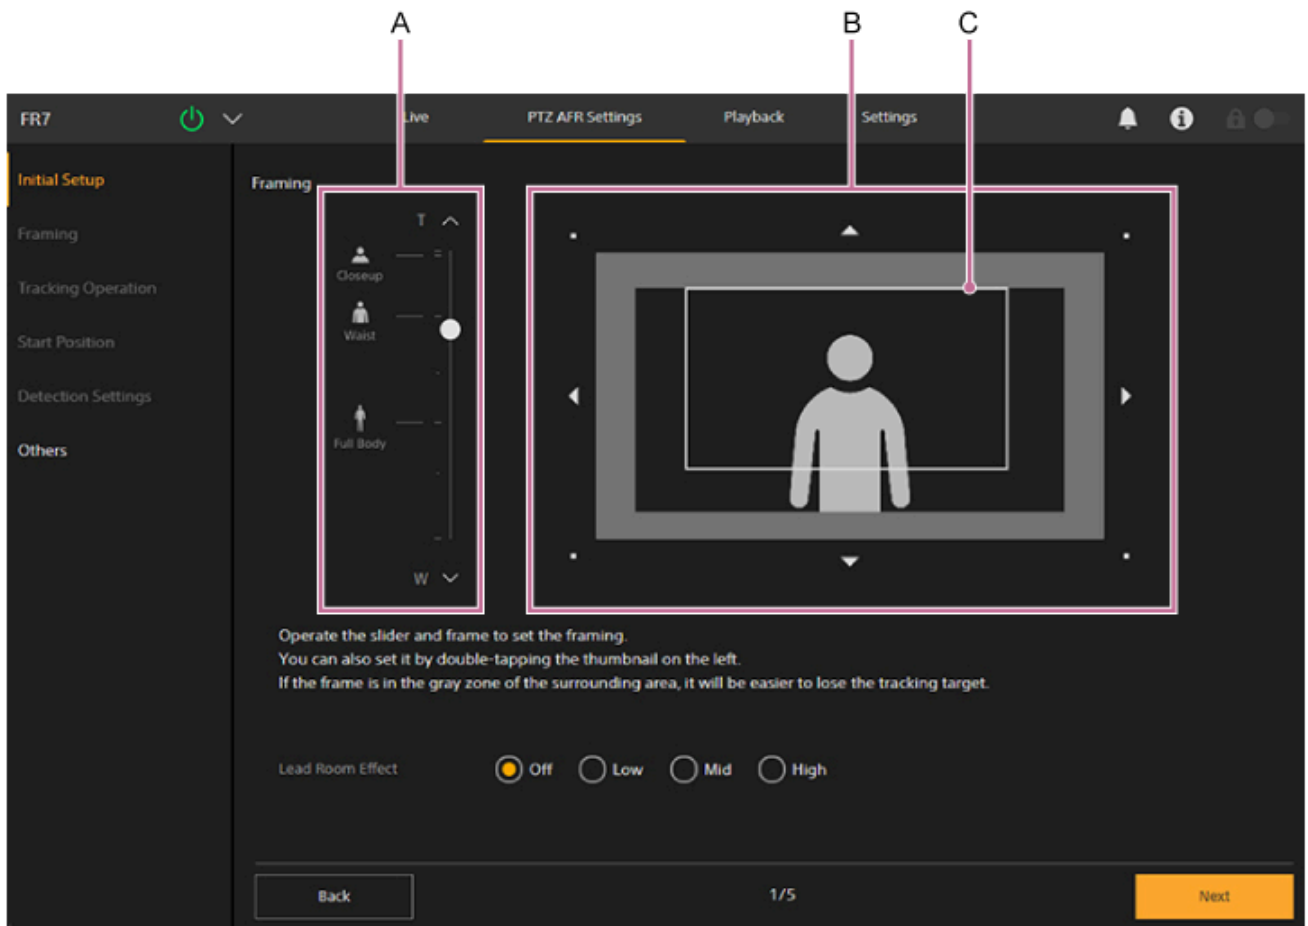 A B C
FR7 Live PTZ AFR Settings Playback Settings
Initial Setup
Framing
Tracking Operation
Start Position
Detection Settings
Others
Framing
T
Closeup
Waist
Full Body
W
Operate the slider and frame to set the framing.
You can also set it by double-tapping the thumbnail on the left.
If the frame is in the gray zone of the surrounding area, it will be easier to lose the tracking target.
Lead Room Effect Off Low Mid High
Back 1/5 Next